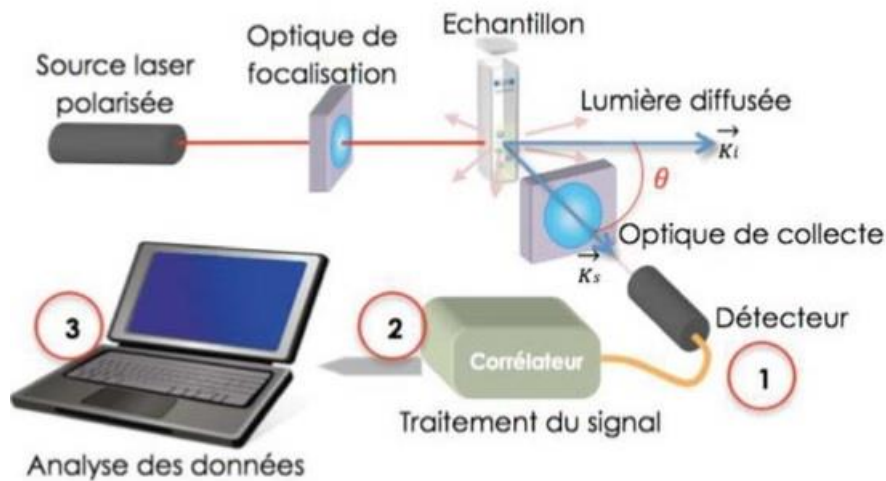 Echantillon
Optique de
focalisation
Source laser
polarisée
Lumière diffusée
Ki
θ
Optique de collecte
Ks
Détecteur
1
2
3
Corrélateur
Traitement du signal
Analyse des données